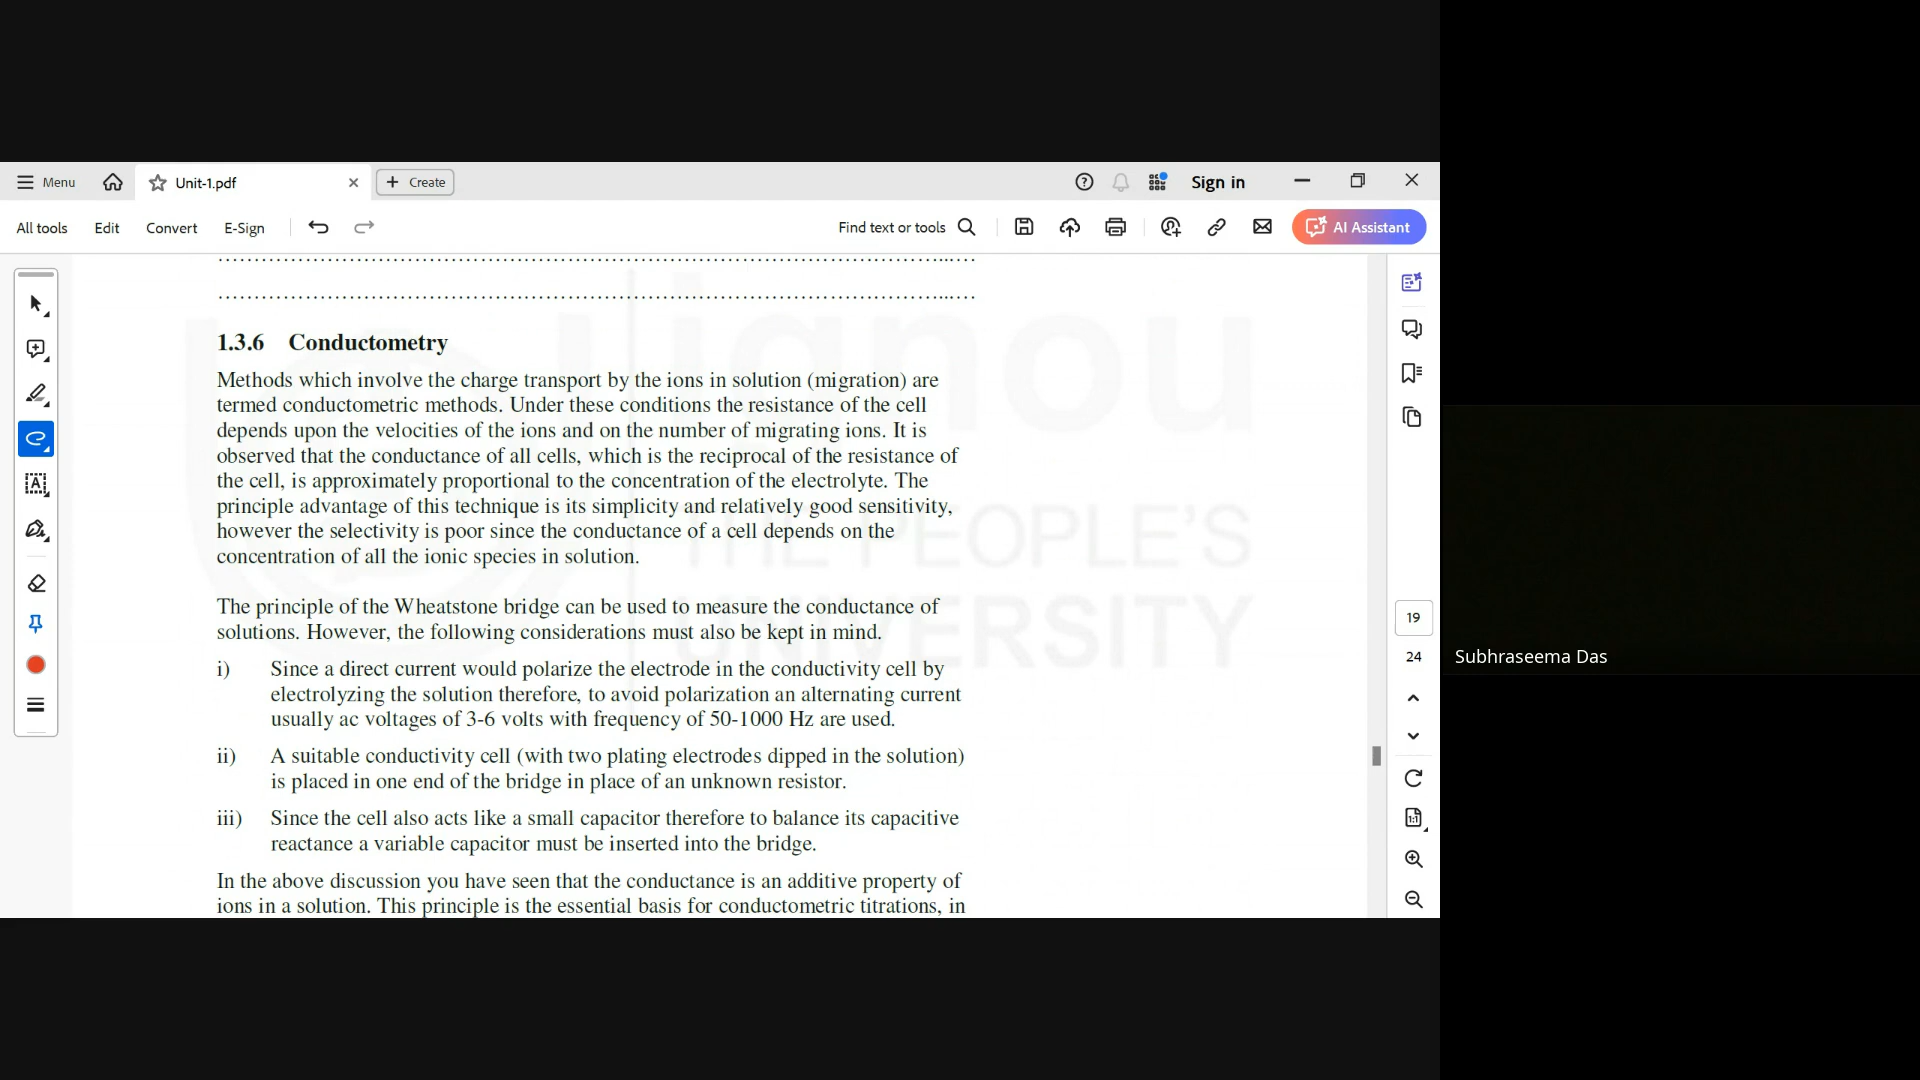 Menu
Unit-1.pdf
Create
Sign in
All tools
Edit
Convert
E-Sign
Find text or tools
AI Assistant
1.3.6 Conductometry
Methods which involve the charge transport by the ions in solution (migration) are
termed conductometric methods. Under these conditions the resistance of the cell
depends upon the velocities of the ions and on the number of migrating ions. It is
observed that the conductance of all cells, which is the reciprocal of the resistance of
the cell, is approximately proportional to the concentration of the electrolyte. The
principle advantage of this technique is its simplicity and relatively good sensitivity,
however the selectivity is poor since the conductance of a cell depends on the
concentration of all the ionic species in solution.
The principle of the Wheatstone bridge can be used to measure the conductance of
solutions. However, the following considerations must also be kept in mind.
i) Since a direct current would polarize the electrode in the conductivity cell by
electrolyzing the solution therefore, to avoid polarization an alternating current
usually ac voltages of 3-6 volts with frequency of 50-1000 Hz are used.
ii) A suitable conductivity cell (with two plating electrodes dipped in the solution)
is placed in one end of the bridge in place of an unknown resistor.
iii) Since the cell also acts like a small capacitor therefore to balance its capacitive
reactance a variable capacitor must be inserted into the bridge.
In the above discussion you have seen that the conductance is an additive property of
ions in a solution. This principle is the essential basis for conductometric titrations, in
ignou
THE PEOPLE'S
UNIVERSITY
19
24
Subhraseema Das